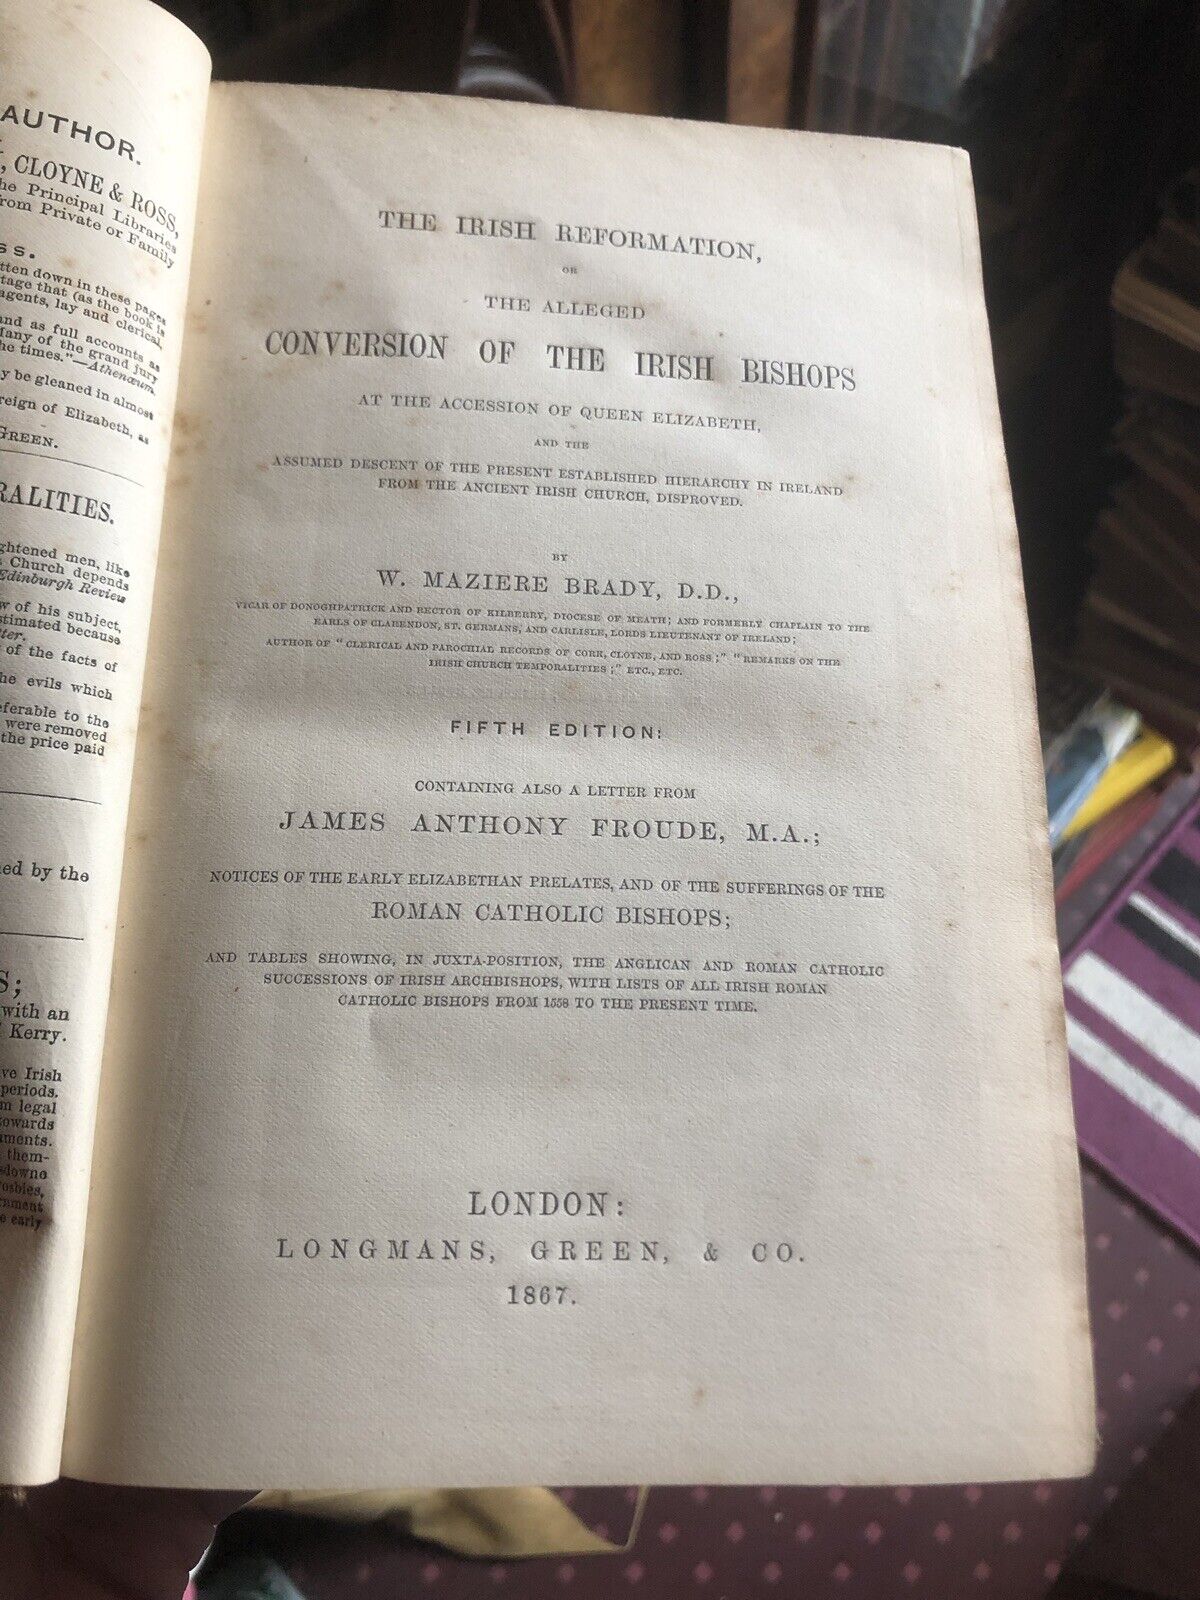 AUTHOR.
, CLOYNE & ROSS,
he Principal Libraries
from Private or Family
ss.
tten down in these pages
tage that (as the book is
agents, lay and clerical,
and as full accounts as
Many of the grand jury
he times."—Athenæum.
y be gleaned in almost
reign of Elizabeth, as
GREEN.
RALITIES.
ghtened men, like
Church depends
Edinburgh Review
w of his subject,
stimated because
tter.
of the facts of
he evils which
eferable to the
were removed
the price paid
ned by the
S;
with an
Kerry.
ve Irish
periods.
m legal
towards
uments.
them-
sdowne
rosbies,
rnment
e early
THE IRISH REFORMATION,
OR
THE ALLEGED
CONVERSION OF THE IRISH BISHOPS
AT THE ACCESSION OF QUEEN ELIZABETH,
AND THE
ASSUMED DESCENT OF THE PRESENT ESTABLISHED HIERARCHY IN IRELAND
FROM THE ANCIENT IRISH CHURCH, DISPROVED.
BY
W. MAZIERE BRADY, D.D.,
VICAR OF DONOGHPATRICK AND RECTOR OF KILBERRY, DIOCESE OF MEATH; AND FORMERLY CHAPLAIN TO THE
EARLS OF CLARENDON, ST. GERMANS, AND CARLISLE, LORDS LIEUTENANT OF IRELAND;
AUTHOR OF "CLERICAL AND PAROCHIAL RECORDS OF CORK, CLOYNE, AND ROSS;" "REMARKS ON THE
IRISH CHURCH TEMPORALITIES;" ETC., ETC.
FIFTH EDITION:
CONTAINING ALSO A LETTER FROM
JAMES ANTHONY FROUDE, M.A.;
NOTICES OF THE EARLY ELIZABETHAN PRELATES, AND OF THE SUFFERINGS OF THE
ROMAN CATHOLIC BISHOPS;
AND TABLES SHOWING, IN JUXTA-POSITION, THE ANGLICAN AND ROMAN CATHOLIC
SUCCESSIONS OF IRISH ARCHBISHOPS, WITH LISTS OF ALL IRISH ROMAN
CATHOLIC BISHOPS FROM 1558 TO THE PRESENT TIME.
LONDON:
LONGMANS, GREEN, & CO.
1867.